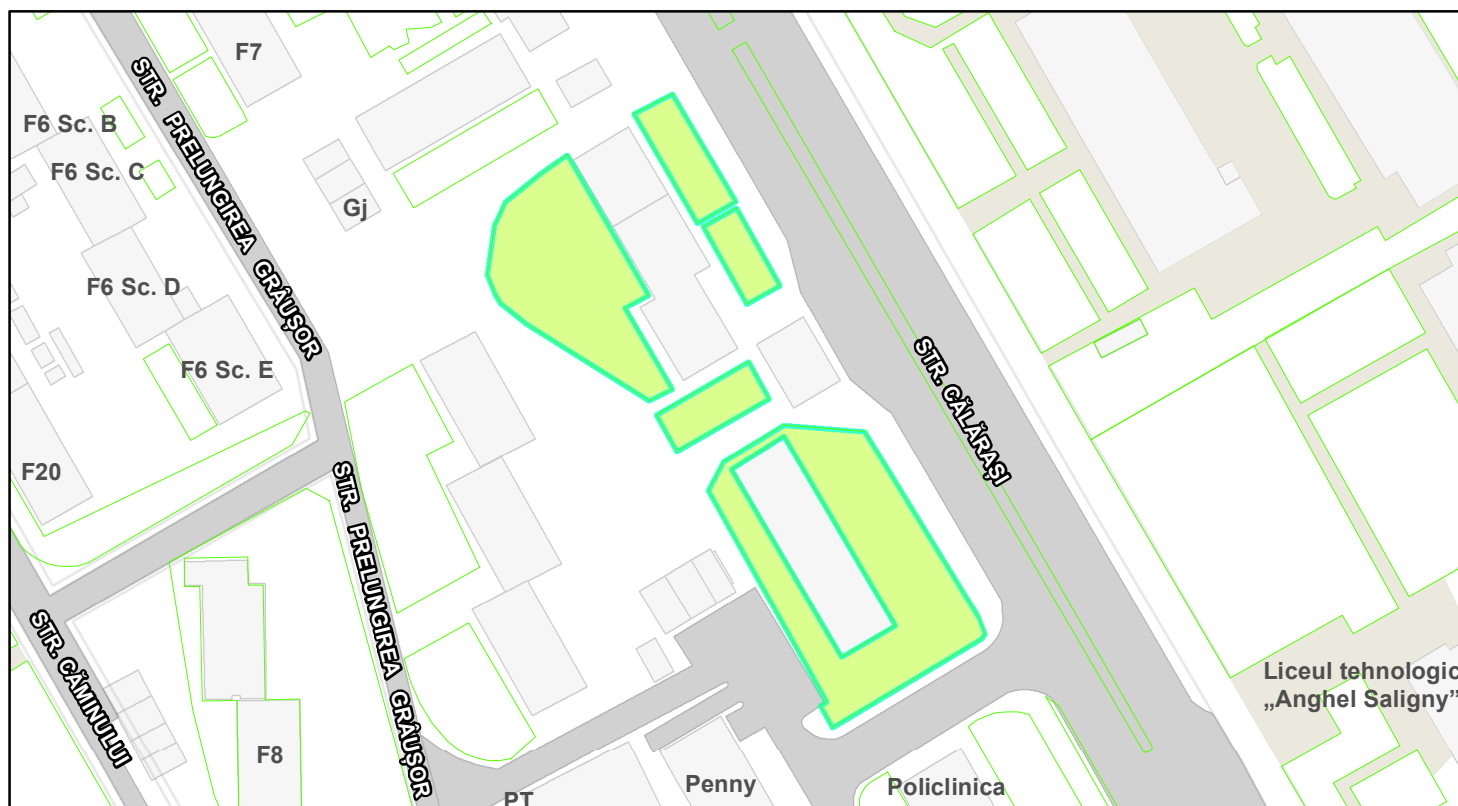 F7
STR. PRELUNGIREA GRÂUȘOR
F6 Sc. B
F6 Sc. C
Gj
F6 Sc. D
F6 Sc. E
STR. CĂLĂRAȘI
F20
STR. PRELUNGIREA GRÂUȘOR
STR. CĂMINULUI
Liceul tehnologic
„Anghel Saligny”
F8
Penny
Policlinica
PT